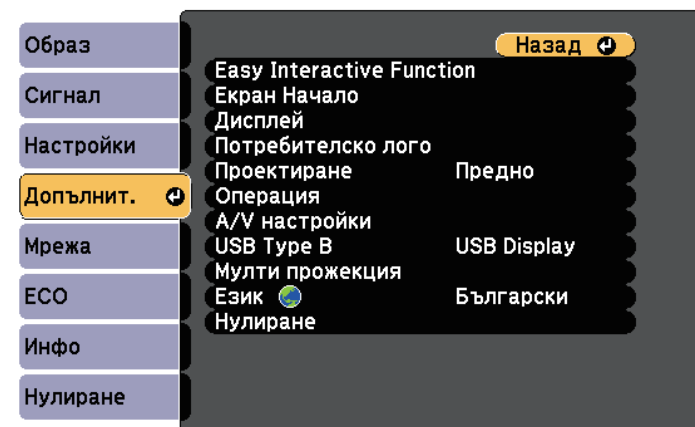 Образ
Сигнал
Настройки
Допълнит.
Мрежа
ECO
Инфо
Нулиране
Назад
Easy Interactive Function
Екран Начало
Дисплей
Потребителско лого
Проектиране Предно
Операция
A/V настройки
USB Type B USB Display
Мулти прожекция
Език Български
Нулиране